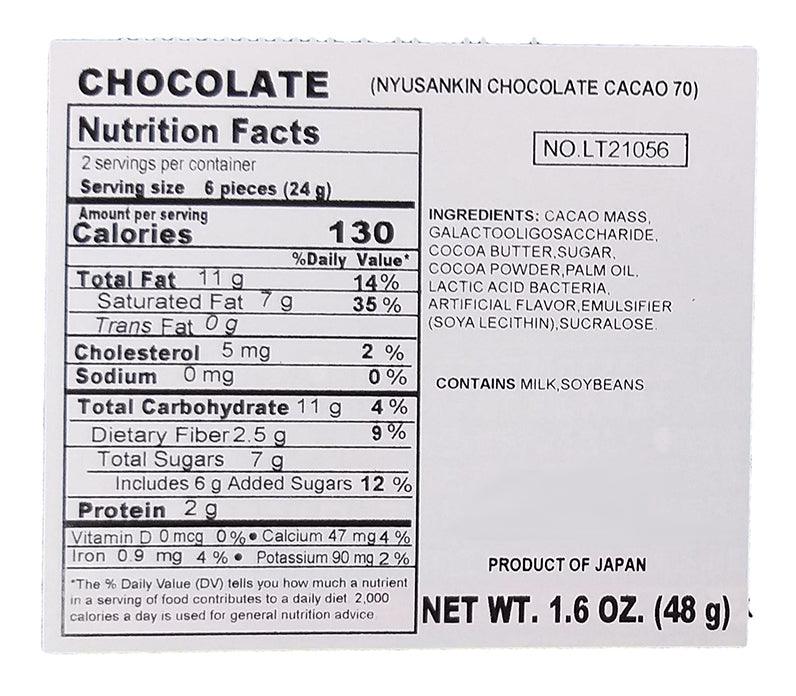 CHOCOLATE (NYUSANKIN CHOCOLATE CACAO 70)
Nutrition Facts
2 servings per container
Serving size 6 pieces (24 g)
Amount per serving
Calories 130
%Daily Value*
Total Fat 11 g 14%
Saturated Fat 7 g 35 %
Trans Fat 0 g
Cholesterol 5 mg 2 %
Sodium 0 mg 0 %
Total Carbohydrate 11 g 4 %
Dietary Fiber 2.5 g 9 %
Total Sugars 7 g
Includes 6 g Added Sugars 12 %
Protein 2 g
Vitamin D 0 mcg 0% • Calcium 47 mg 4 %
Iron 0.9 mg 4 % • Potassium 90 mg 2 %
*The % Daily Value (DV) tells you how much a nutrient
in a serving of food contributes to a daily diet 2,000
calories a day is used for general nutrition advice
NO.LT21056
INGREDIENTS: CACAO MASS,
GALACTOOLIGOSACCHARIDE,
COCOA BUTTER,SUGAR,
COCOA POWDER,PALM OIL,
LACTIC ACID BACTERIA,
ARTIFICIAL FLAVOR,EMULSIFIER
(SOYA LECITHIN),SUCRALOSE.
CONTAINS MILK,SOYBEANS
PRODUCT OF JAPAN
NET WT. 1.6 OZ. (48 g)